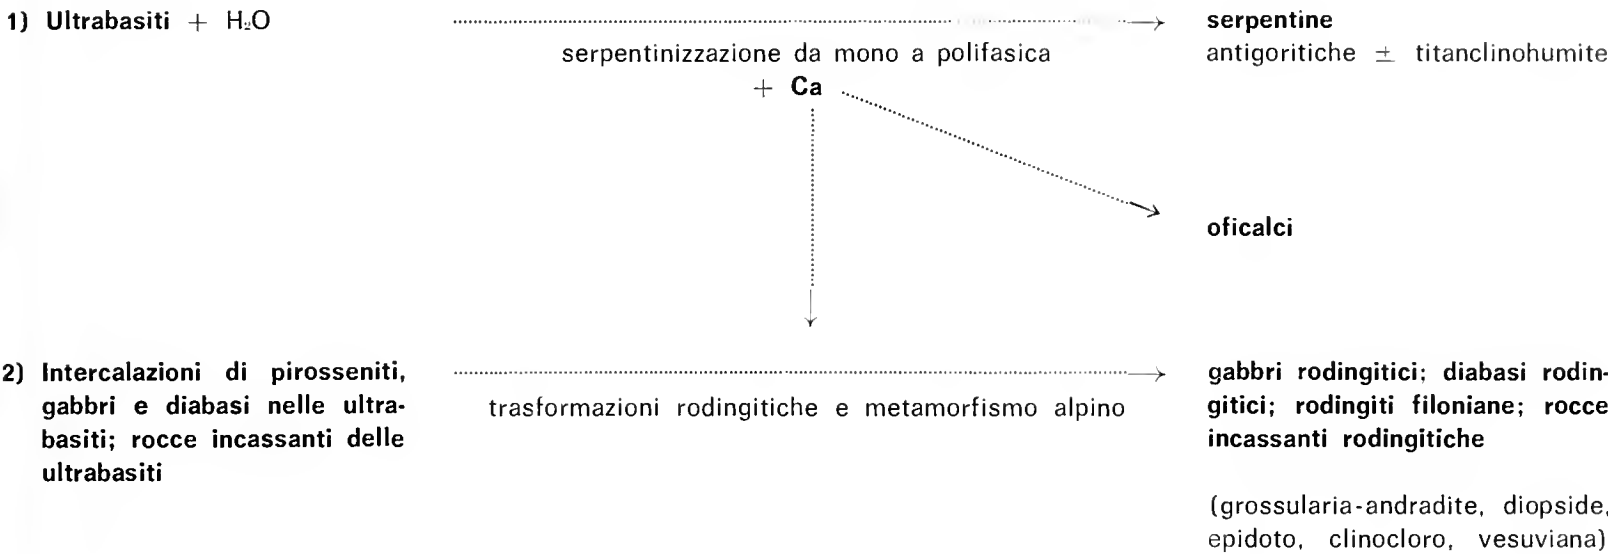 1) Ultrabasiti + H₂O
serpentine
serpentinizzazione da mono a polifasica
antigoritiche ± titanclinohumite
+ Ca
oficalci
2) Intercalazioni di pirosseniti,
gabbri e diabasi nelle ultra-
basiti; rocce incassanti delle
ultrabasiti
trasformazioni rodingitiche e metamorfismo alpino
gabbri rodingitici; diabasi rodin-
gitici; rodingiti filoniane; rocce
incassanti rodingitiche
(grossularia-andradite, diopside,
epidoto, clinocloro, vesuviana)